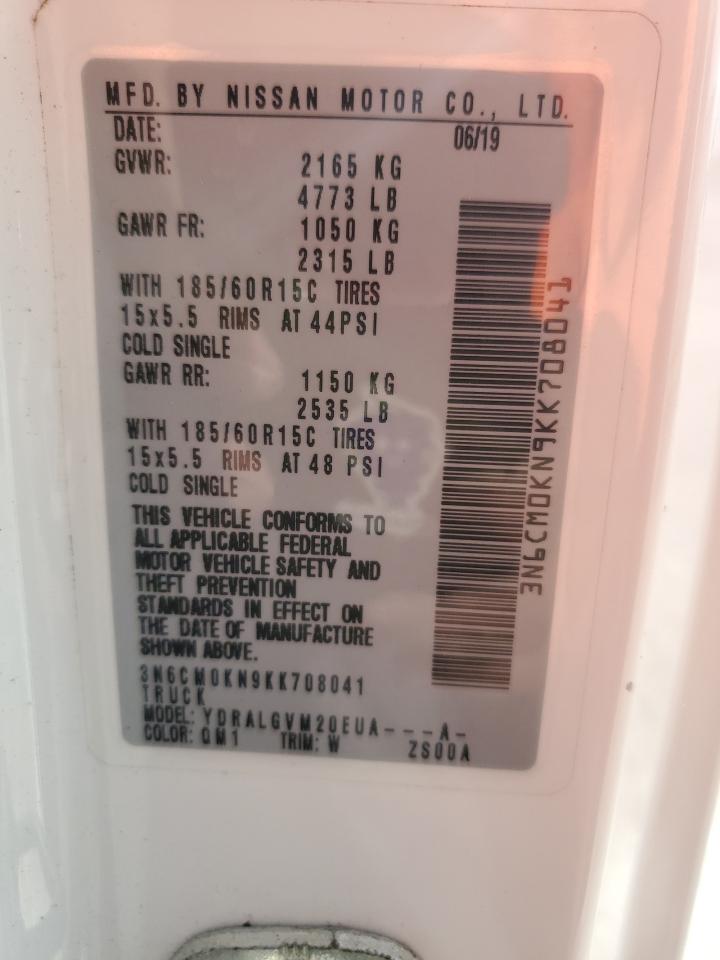 MFD. BY NISSAN MOTOR CO., LTD.
DATE: 06/19
GVWR: 2165 KG
4773 LB
GAWR FR: 1050 KG
2315 LB
WITH 185/60R15C TIRES
15x5.5 RIMS AT 44PSI
COLD SINGLE
GAWR RR: 1150 KG
2535 LB
WITH 185/60R15C TIRES
15x5.5 RIMS AT 48 PSI
COLD SINGLE
THIS VEHICLE CONFORMS TO
ALL APPLICABLE FEDERAL
MOTOR VEHICLE SAFETY AND
THEFT PREVENTION
STANDARDS IN EFFECT ON
THE DATE OF MANUFACTURE
SHOWN ABOVE.
3N6CM0KN9KK708041
TRUCK
MODEL: YDRALGVM20EUA---A-
COLOR: QM1 TRIM: W ZS00A
3N6CM0KN9KK708041